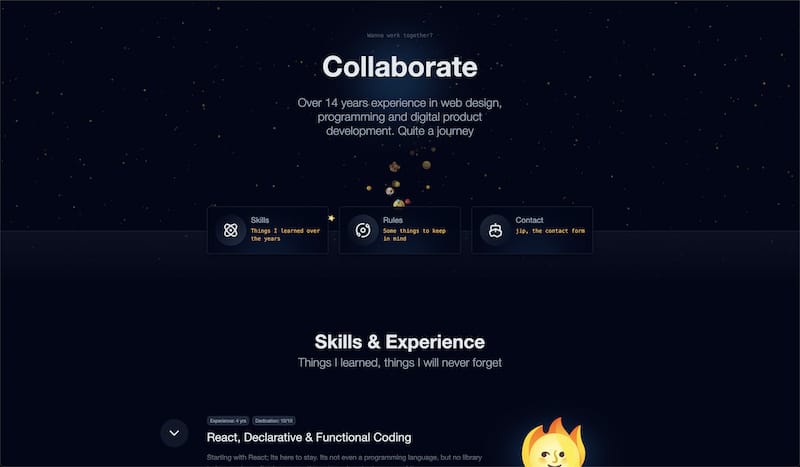 Wanna work together?
Collaborate
Over 14 years experience in web design,
programming and digital product
development. Quite a journey
Skills
Things I learned over
the years
Rules
Some things to keep
in mind
Contact
jip, the contact form
Skills & Experience
Things I learned, things I will never forget
Experience: 4 yrs
Dedication: 10/10
React, Declarative & Functional Coding
Starting with React; Its here to stay. Its not even a programming language, but no library